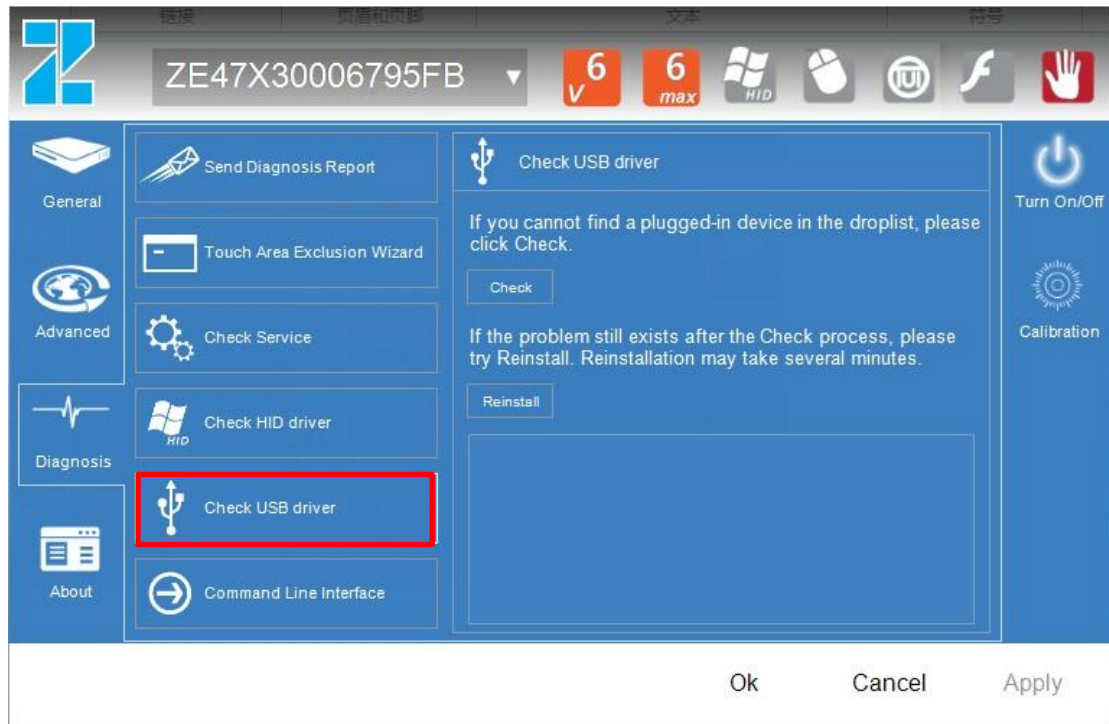 链接 页眉和页脚 文本 符号
ZE47X30006795FB
6 V
6 max
HID
General
Advanced
Diagnosis
About
Send Diagnosis Report
Touch Area Exclusion Wizard
Check Service
Check HID driver
HID
Check USB driver
Command Line Interface
Check USB driver
If you cannot find a plugged-in device in the droplist, please
click Check.
Check
If the problem still exists after the Check process, please
try Reinstall. Reinstallation may take several minutes.
Reinstall
Turn On/Off
Calibration
Ok Cancel Apply